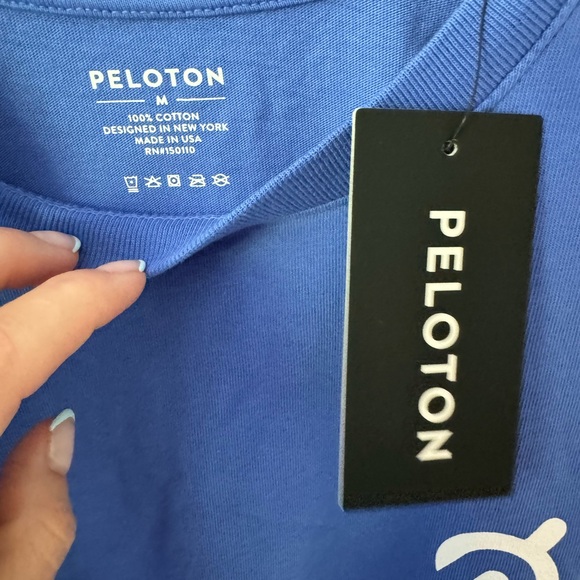 PELOTON
M
100% COTTON
DESIGNED IN NEW YORK
MADE IN USA
RN#150110
PELOTON